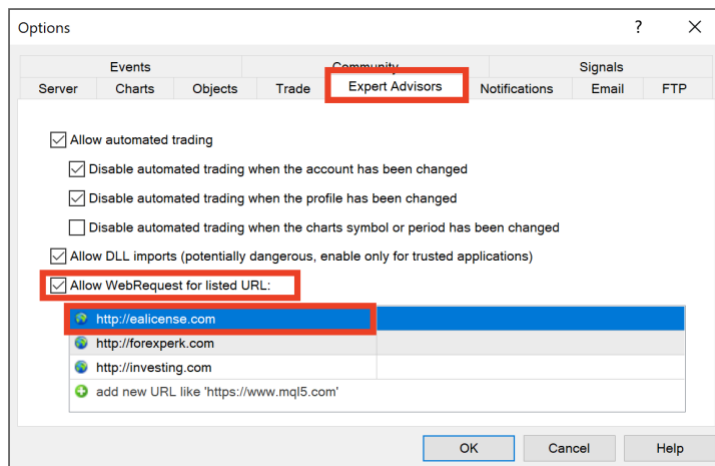 Options
Events Community Signals
Server Charts Objects Trade Expert Advisors Notifications Email FTP
Allow automated trading
Disable automated trading when the account has been changed
Disable automated trading when the profile has been changed
Disable automated trading when the charts symbol or period has been changed
Allow DLL imports (potentially dangerous, enable only for trusted applications)
Allow WebRequest for listed URL:
http://ealicense.com
http://forexperk.com
http://investing.com
add new URL like 'https://www.mql5.com'
OK Cancel Help